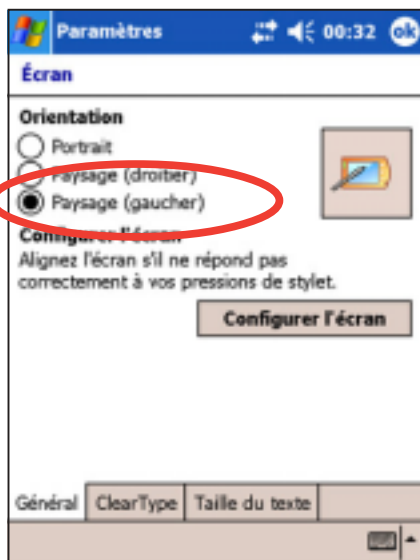 Paramètres 00:32 ok
Écran
Orientation
Portrait
Paysage (droitier)
Paysage (gaucher)
Configurer l'écran
Alignez l'écran s'il ne répond pas
correctement à vos pressions de stylet.
Configurer l'écran
Général ClearType Taille du texte